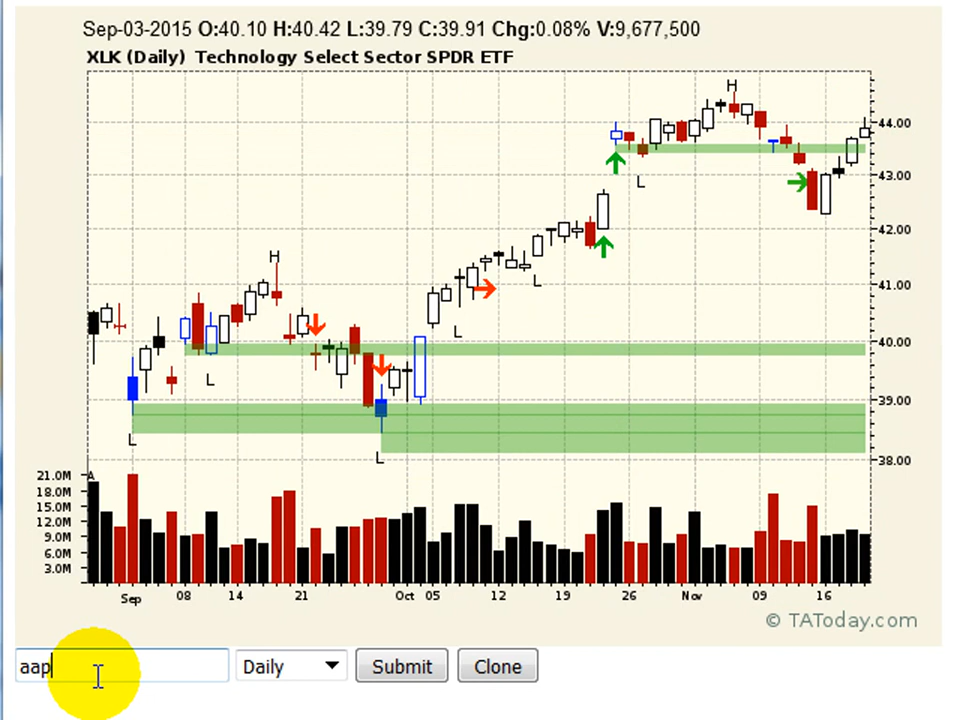 Sep-03-2015 O:40.10 H:40.42 L:39.79 C:39.91 Chg:0.08% V:9,677,500
XLK (Daily) Technology Select Sector SPDR ETF
H
44.00
L
43.00
42.00
H
L
41.00
L
40.00
L
39.00
L
L
38.00
21.0M A
18.0M
15.0M
12.0M
9.0M
6.0M
3.0M
Sep 08 14 21 Oct 05 12 19 26 Nov 09 16
© TAToday.com
aap Daily Submit Clone